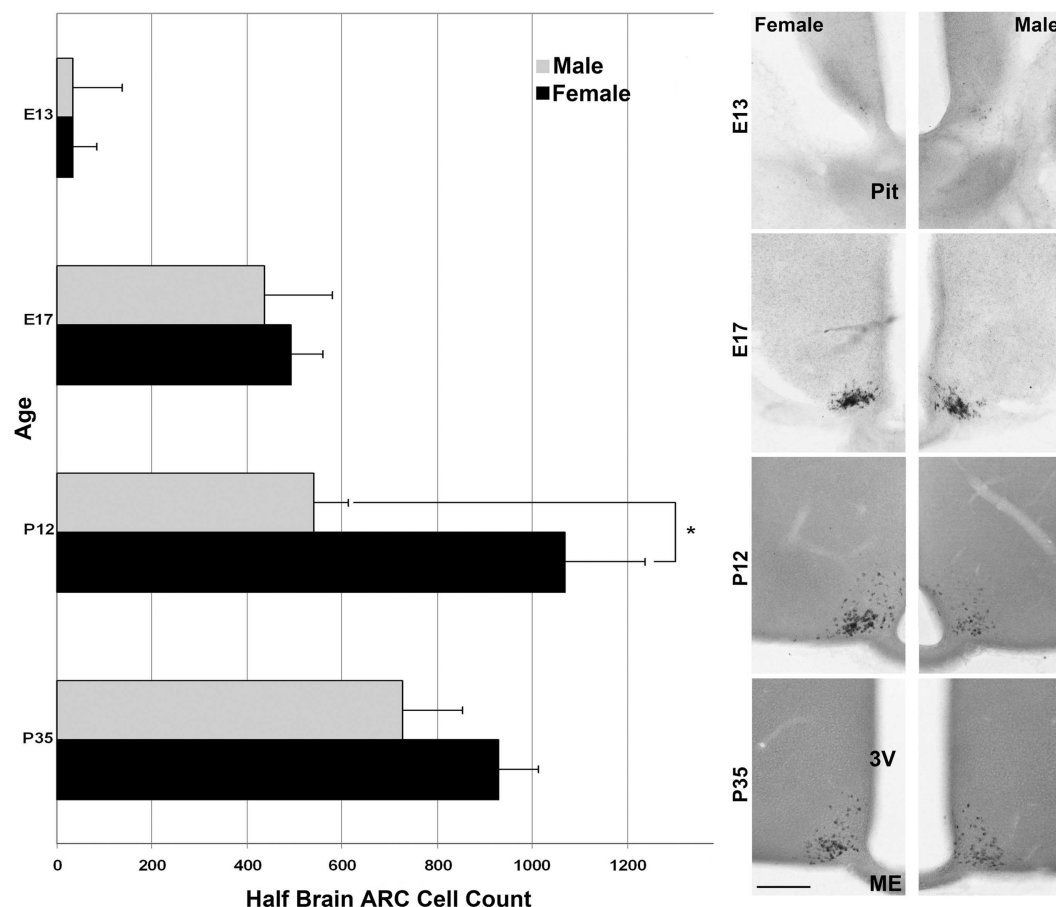 Male
Female
E13
E17
P12
P35
Age
*
0 200 400 600 800 1000 1200
Half Brain ARC Cell Count
Female Male
E13
Pit
E17
P12
P35
3V
ME